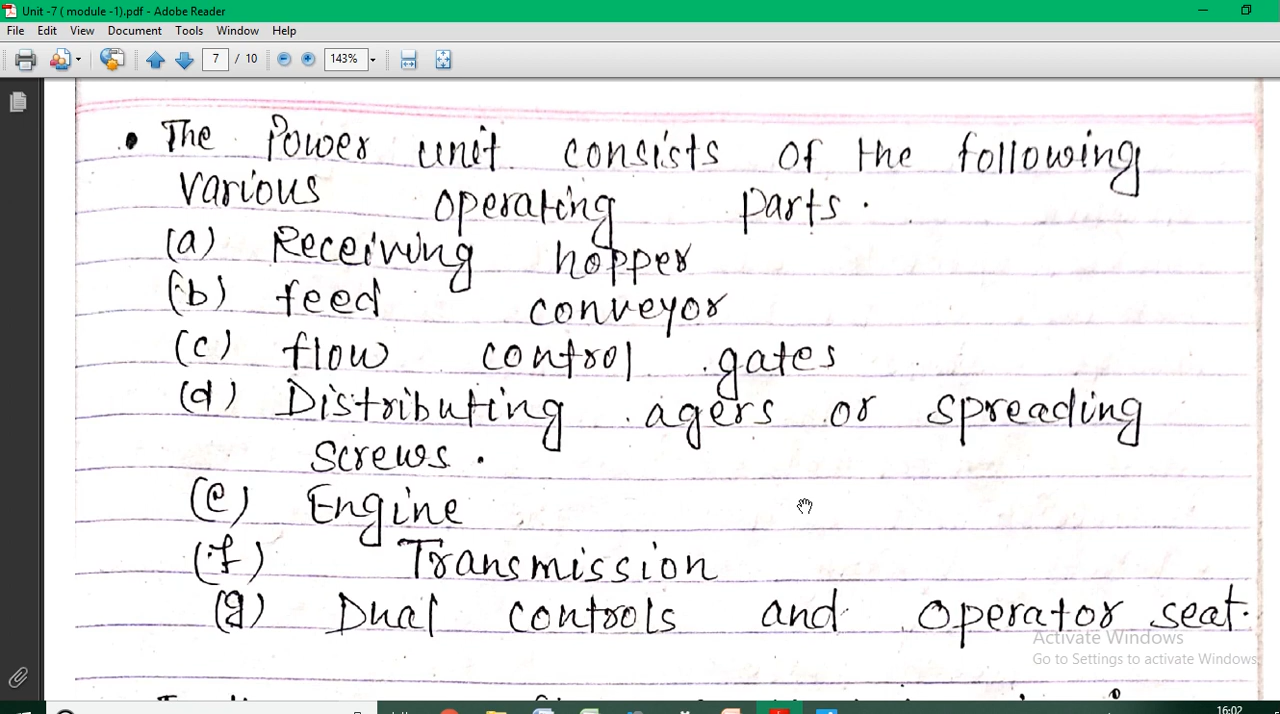 Unit -7 ( module -1).pdf - Adobe Reader
File Edit View Document Tools Window Help
7 / 10 143%
• The Power unit consists of the following
various operating parts.
(a) Receiving hopper
(b) feed conveyor
(c) flow control gates
(d) Distributing agers or spreading
screws.
(e) Engine
(f) Transmission
(g) Dual controls and operator seat.
Activate Windows
Go to Settings to activate Windows.
16:02